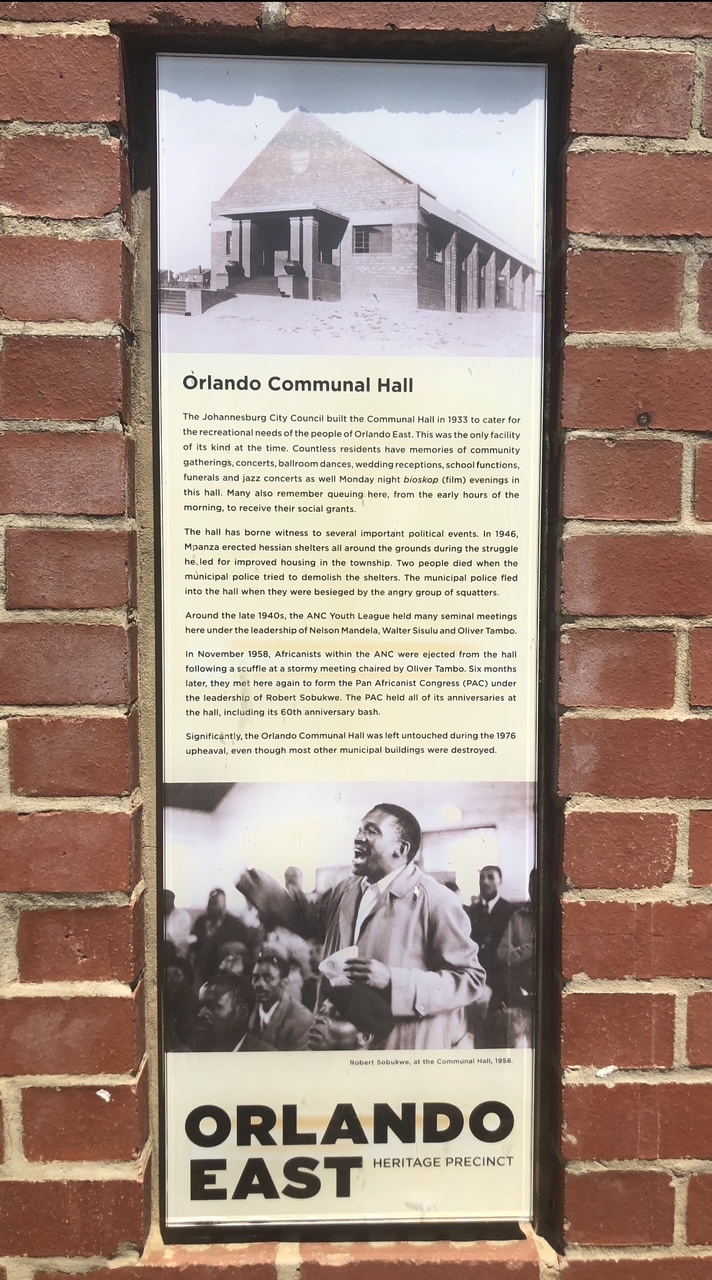 Orlando Communal Hall
The Johannesburg City Council built the Communal Hall in 1933 to cater for
the recreational needs of the people of Orlando East. This was the only facility
of its kind at the time. Countless residents have memories of community
gatherings, concerts, ballroom dances, wedding receptions, school functions,
funerals and jazz concerts as well Monday night bioskop (film) evenings in
this hall. Many also remember queuing here, from the early hours of the
morning, to receive their social grants.
The hall has borne witness to several important political events. In 1946,
Mpanza erected hessian shelters all around the grounds during the struggle
he led for improved housing in the township. Two people died when the
municipal police tried to demolish the shelters. The municipal police fled
into the hall when they were besieged by the angry group of squatters.
Around the late 1940s, the ANC Youth League held many seminal meetings
here under the leadership of Nelson Mandela, Walter Sisulu and Oliver Tambo.
In November 1958, Africanists within the ANC were ejected from the hall
following a scuffle at a stormy meeting chaired by Oliver Tambo. Six months
later, they met here again to form the Pan Africanist Congress (PAC) under
the leadership of Robert Sobukwe. The PAC held all of its anniversaries at
the hall, including its 60th anniversary bash.
Significantly, the Orlando Communal Hall was left untouched during the 1976
upheaval, even though most other municipal buildings were destroyed.
Robert Sobukwe, at the Communal Hall, 1958.
ORLANDO
EAST HERITAGE PRECINCT